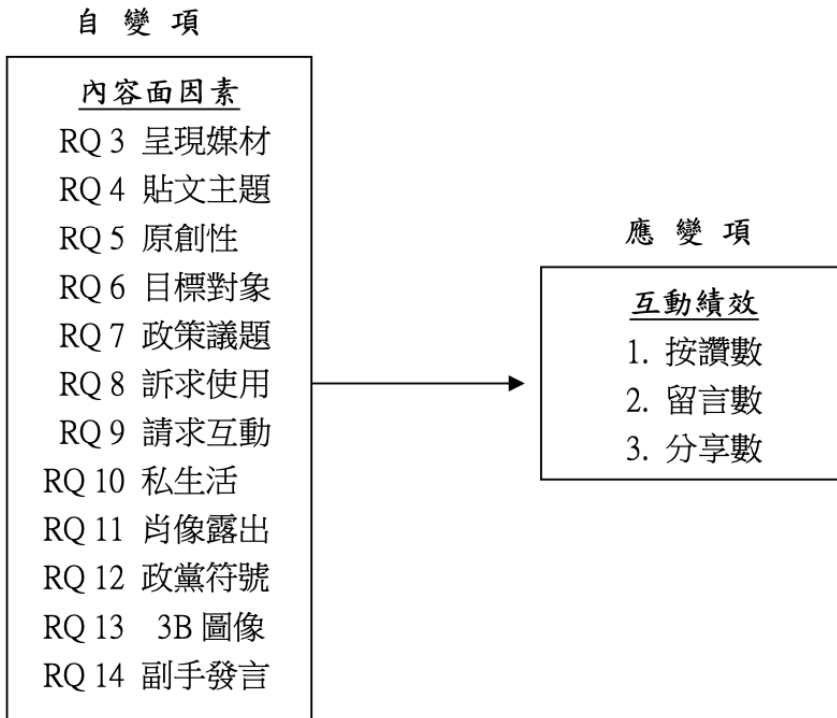 自變項
內容面因素
RQ 3 呈現媒材
RQ 4 貼文主題
RQ 5 原創性
RQ 6 目標對象
RQ 7 政策議題
RQ 8 訴求使用
RQ 9 請求互動
RQ 10 私生活
RQ 11 肖像露出
RQ 12 政黨符號
RQ 13 3B 圖像
RQ 14 副手發言
應變項
互動績效
1. 按讚數
2. 留言數
3. 分享數